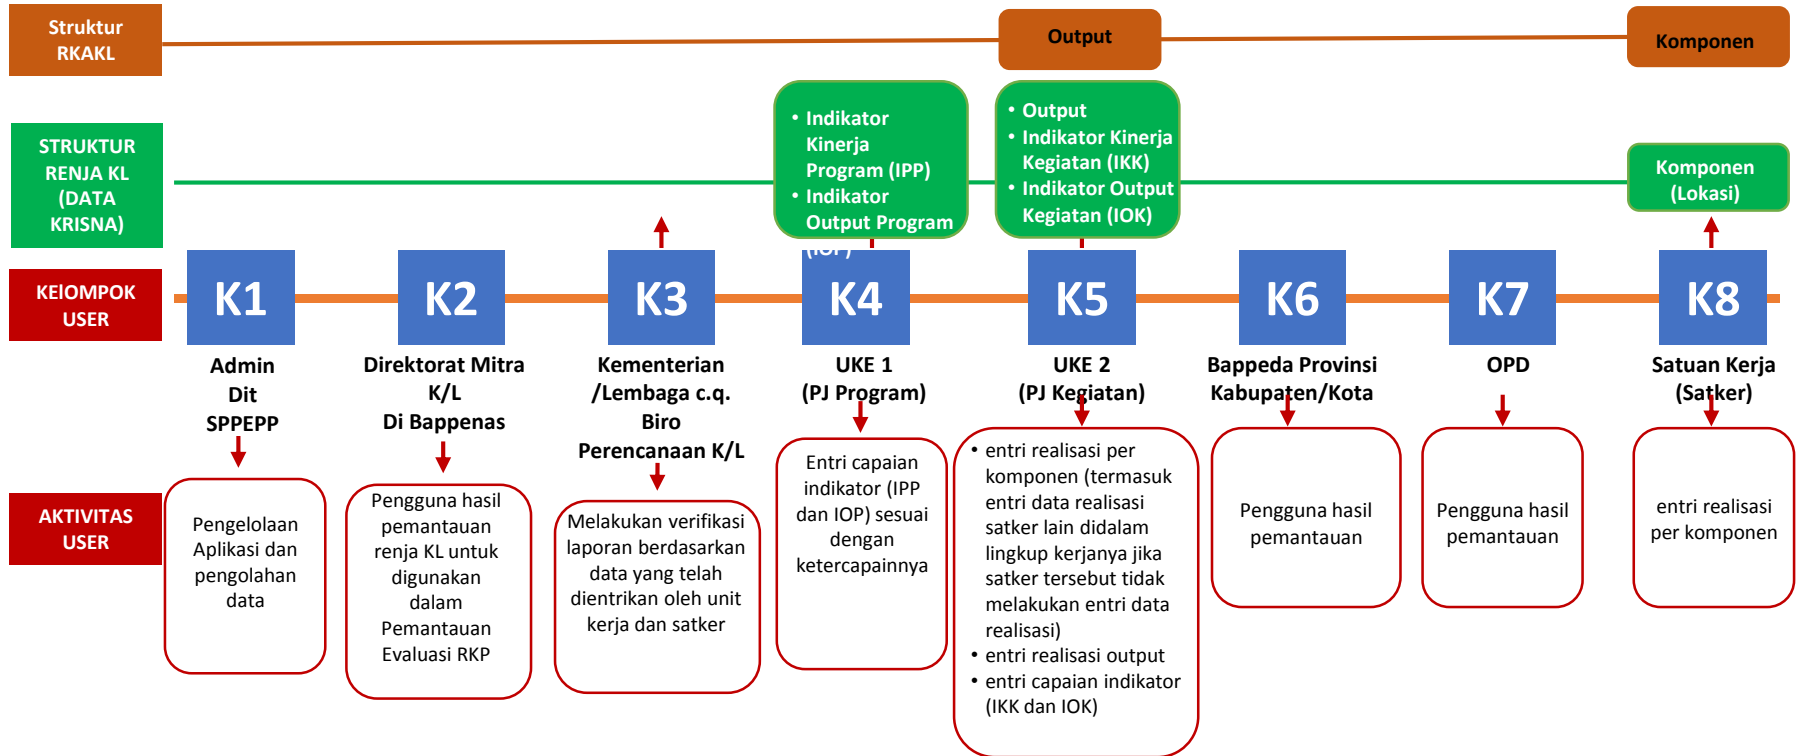 Struktur
RKAKL
Output
Komponen
STRUKTUR
RENJA KL
(DATA
KRISNA)
• Indikator
Kinerja
Program (IPP)
• Indikator
Output Program
(IOP)
• Output
• Indikator Kinerja
Kegiatan (IKK)
• Indikator Output
Kegiatan (IOK)
Komponen
(Lokasi)
KElOMPOK
USER
K1
K2
K3
K4
K5
K6
K7
K8
Admin
Dit
SPPEPP
Direktorat Mitra
K/L
Di Bappenas
Kementerian
/Lembaga c.q.
Biro
Perencanaan K/L
UKE 1
(PJ Program)
UKE 2
(PJ Kegiatan)
Bappeda Provinsi
Kabupaten/Kota
OPD
Satuan Kerja
(Satker)
AKTIVITAS
USER
Pengelolaan
Aplikasi dan
pengolahan
data
Pengguna hasil
pemantauan
renja KL untuk
digunakan
dalam
Pemantauan
Evaluasi RKP
Melakukan verifikasi
laporan berdasarkan
data yang telah
dientrikan oleh unit
kerja dan satker
Entri capaian
indikator (IPP
dan IOP) sesuai
dengan
ketercapainnya
• entri realisasi per
komponen (termasuk
entri data realisasi
satker lain didalam
lingkup kerjanya jika
satker tersebut tidak
melakukan entri data
realisasi)
• entri realisasi output
• entri capaian indikator
(IKK dan IOK)
Pengguna hasil
pemantauan
Pengguna hasil
pemantauan
entri realisasi
per komponen